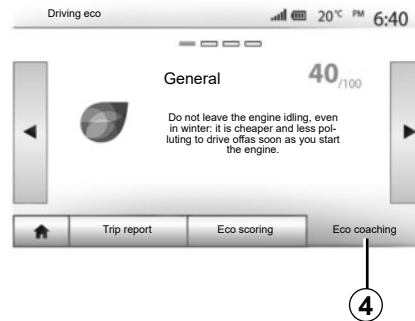 Driving eco 20°C PM 6:40
General 40/100
Do not leave the engine idling, even
in winter: it is cheaper and less pol-
luting to drive offas soon as you start
the engine.
Trip report Eco scoring Eco coaching
4